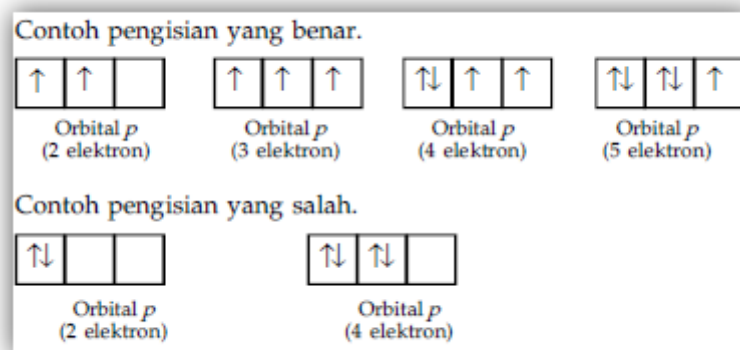 Contoh pengisian yang benar.
↑ ↑
↑ ↑ ↑
↑↓ ↑ ↑
↑↓ ↑↓ ↑
Orbital p
(2 elektron)
Orbital p
(3 elektron)
Orbital p
(4 elektron)
Orbital p
(5 elektron)
Contoh pengisian yang salah.
↑↓
↑↓ ↑↓
Orbital p
(2 elektron)
Orbital p
(4 elektron)